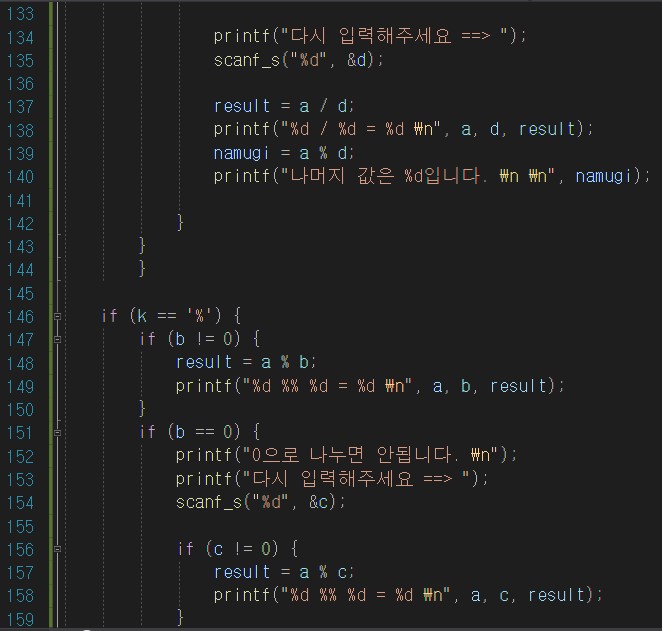 133
134 printf("다시 입력해주세요 ==> ");
135 scanf_s("%d", &d);
136
137 result = a / d;
138 printf("%d / %d = %d ₩n", a, d, result);
139 namugi = a % d;
140 printf("나머지 값은 %d입니다. ₩n ₩n", namugi);
141
142 }
143 }
144 }
145
146 if (k == '%') {
147 if (b != 0) {
148 result = a % b;
149 printf("%d %% %d = %d ₩n", a, b, result);
150 }
151 if (b == 0) {
152 printf("0으로 나누면 안됩니다. ₩n");
153 printf("다시 입력해주세요 ==> ");
154 scanf_s("%d", &c);
155
156 if (c != 0) {
157 result = a % c;
158 printf("%d %% %d = %d ₩n", a, c, result);
159 }